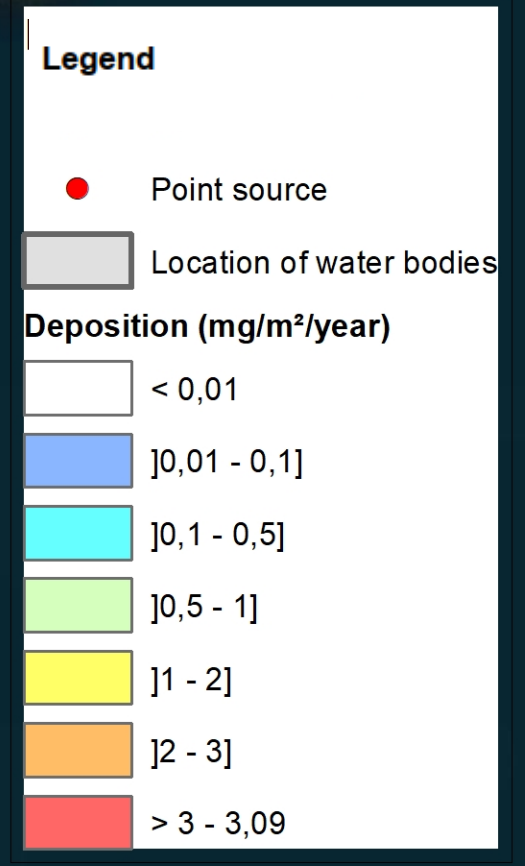 Legend
Point source
Location of water bodies
Deposition (mg/m²/year)
< 0,01
]0,01 - 0,1]
]0,1 - 0,5]
]0,5 - 1]
]1 - 2]
]2 - 3]
> 3 - 3,09